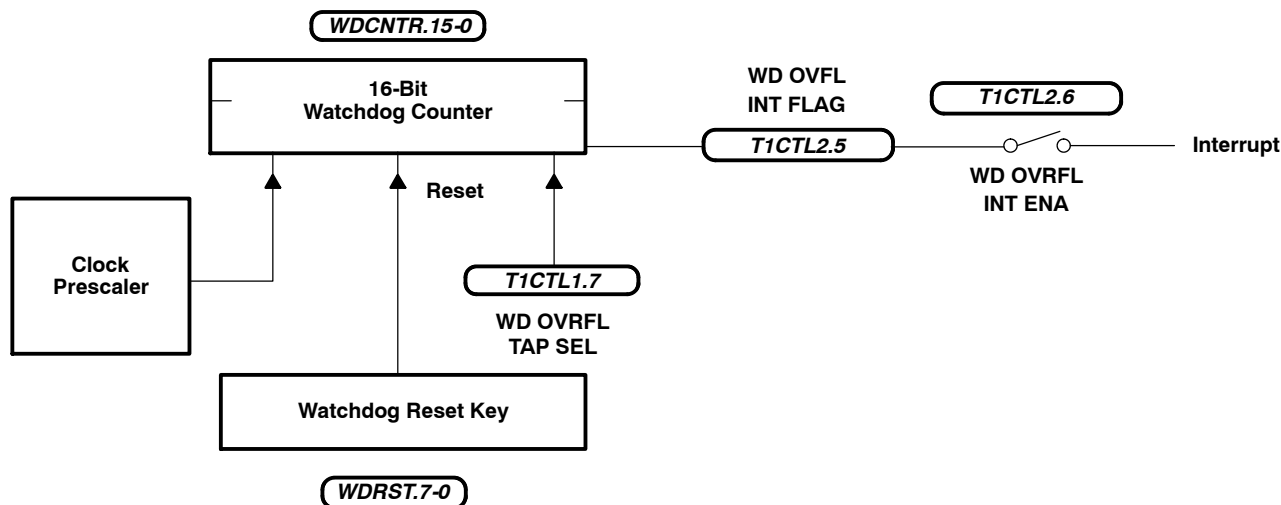 WDCNTR.15-0
16-Bit
Watchdog Counter
WD OVFL
INT FLAG
T1CTL2.6
T1CTL2.5
Interrupt
WD OVRFL
INT ENA
Reset
Clock
Prescaler
T1CTL1.7
WD OVRFL
TAP SEL
Watchdog Reset Key
WDRST.7-0